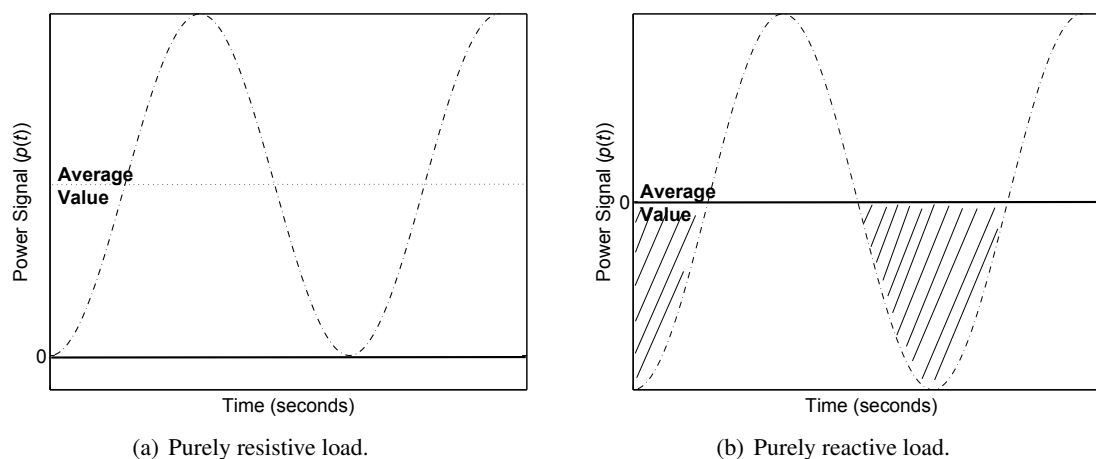 Power Signal (p(t))
Average
Value
0
Time (seconds)
(a) Purely resistive load.
Power Signal (p(t))
0
Average
Value
Time (seconds)
(b) Purely reactive load.